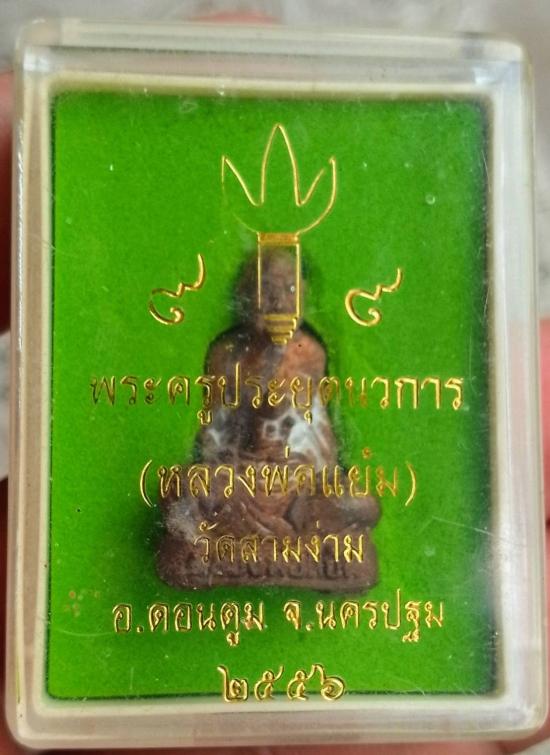 ๙ ๙
พระครูประยุตนวการ
(หลวงพ่อแย้ม)
วัดสามง่าม
อ.ดอนตูม จ.นครปฐม
๒๕๕๖